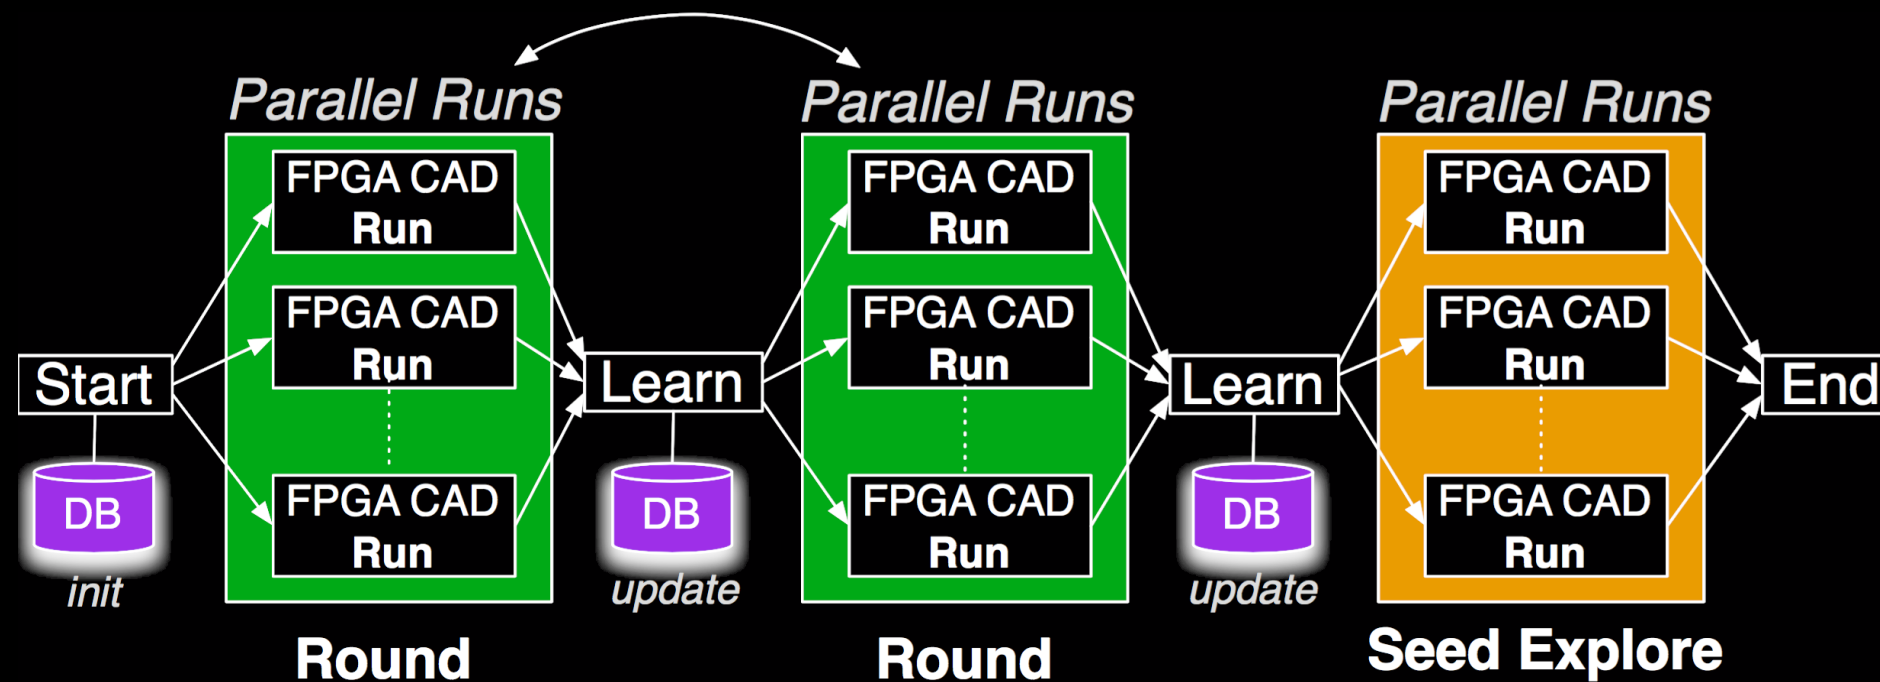 Parallel Runs
Parallel Runs
Parallel Runs
FPGA CAD
Run
FPGA CAD
Run
FPGA CAD
Run
FPGA CAD
Run
FPGA CAD
Run
FPGA CAD
Run
Start
Learn
Learn
End
DB
DB
DB
FPGA CAD
Run
FPGA CAD
Run
FPGA CAD
Run
init
update
update
Round
Round
Seed Explore